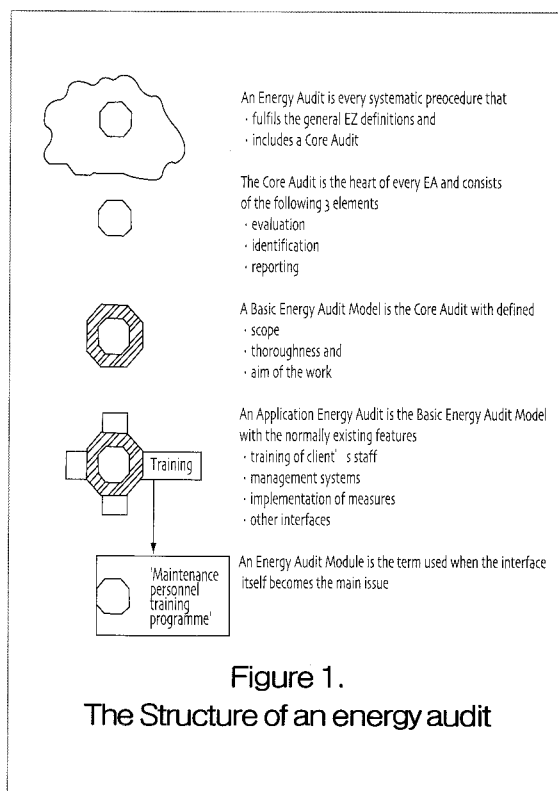 An Energy Audit is every systematic preocedure that
· fulfils the general EZ definitions and
· includes a Core Audit
The Core Audit is the heart of every EA and consists
of the following 3 elements
· evaluation
· identification
· reporting
A Basic Energy Audit Model is the Core Audit with defined
· scope
· thoroughness and
· aim of the work
An Application Energy Audit is the Basic Energy Audit Model
with the normally existing features
· training of client' s staff
· management systems
· implementation of measures
· other interfaces
Training
An Energy Audit Module is the term used when the interface
itself becomes the main issue
'Maintenance
personnel
training
programme'
Figure 1.
The Structure of an energy audit